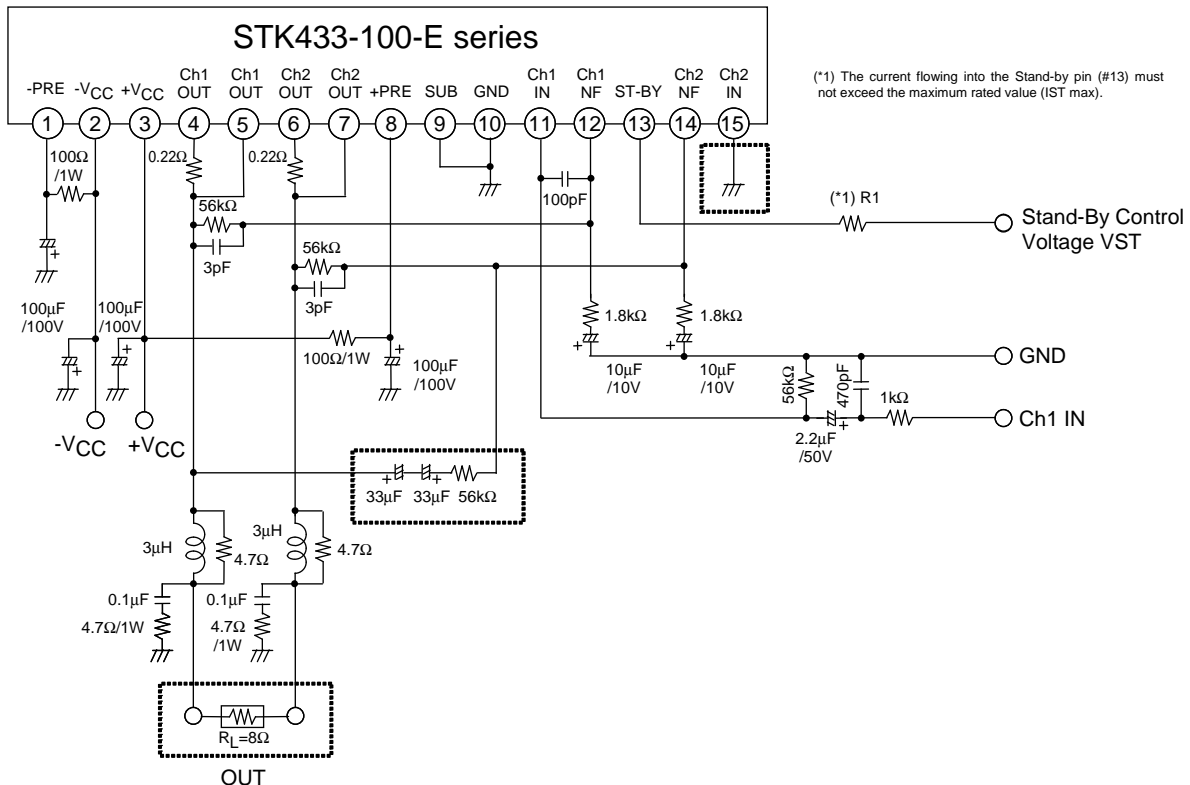 STK433-100-E series
-PRE -VCC +VCC Ch1 OUT Ch1 OUT Ch2 OUT Ch2 OUT +PRE SUB GND Ch1 IN Ch1 NF ST-BY Ch2 NF Ch2 IN
1 2 3 4 5 6 7 8 9 10 11 12 13 14 15
(*1) The current flowing into the Stand-by pin (#13) must
not exceed the maximum rated value (IST max).
100Ω
/1W
0.22Ω
0.22Ω
100pF
56kΩ
3pF
56kΩ
3pF
(*1) R1
Stand-By Control
Voltage VST
100μF
/100V
100μF
/100V
+
+
+
100Ω/1W
+
100μF
/100V
1.8kΩ
1.8kΩ
+
+
10μF
/10V
10μF
/10V
GND
56kΩ
470pF
1kΩ
+
2.2μF
/50V
Ch1 IN
-VCC
+VCC
+
+
33μF
33μF
56kΩ
3μH
4.7Ω
3μH
4.7Ω
0.1μF
4.7Ω/1W
0.1μF
4.7Ω
/1W
RL=8Ω
OUT